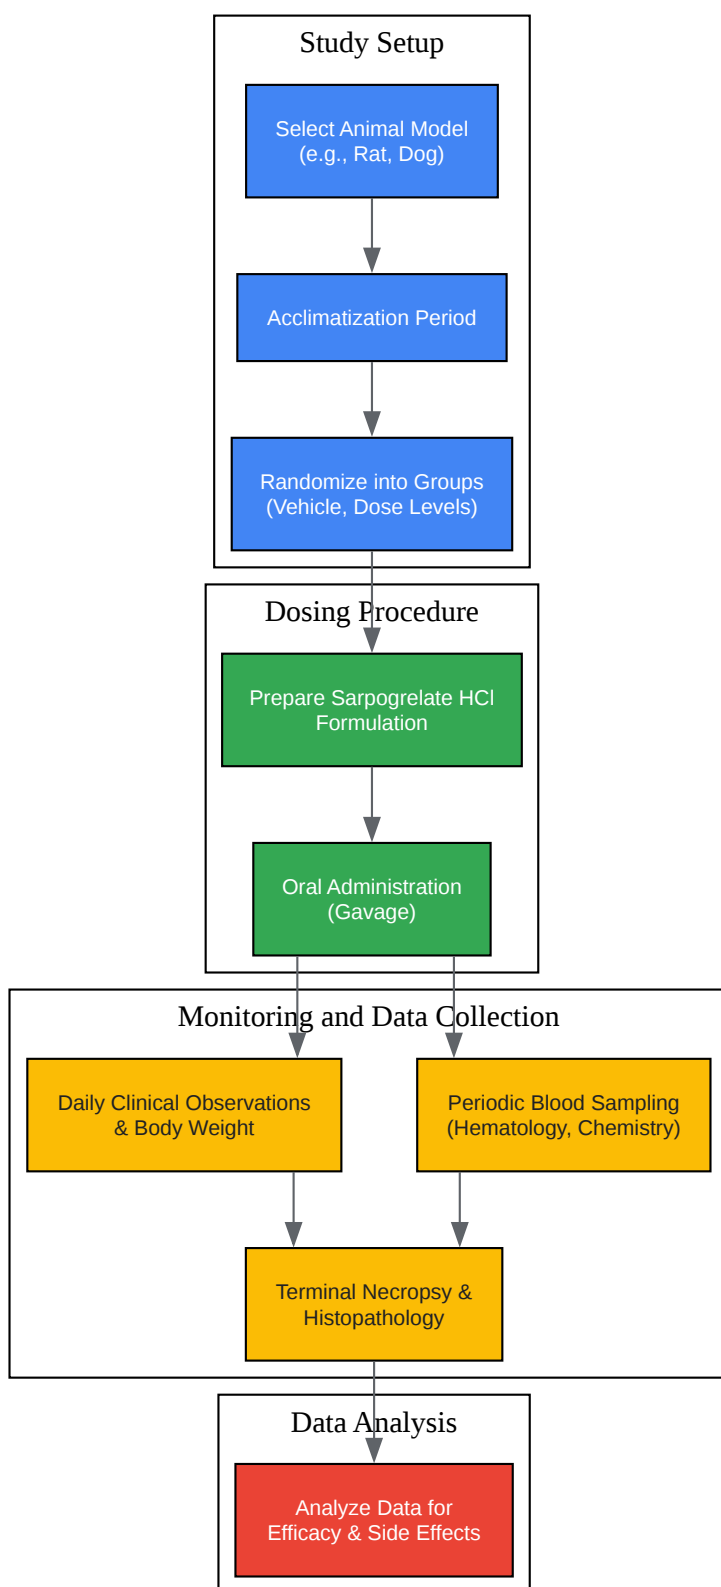 Study Setup
Select Animal Model
(e.g., Rat, Dog)
Acclimatization Period
Randomize into Groups
(Vehicle, Dose Levels)
Dosing Procedure
Prepare Sarpogrelate HCl
Formulation
Oral Administration
(Gavage)
Monitoring and Data Collection
Daily Clinical Observations
& Body Weight
Periodic Blood Sampling
(Hematology, Chemistry)
Terminal Necropsy &
Histopathology
Data Analysis
Analyze Data for
Efficacy & Side Effects